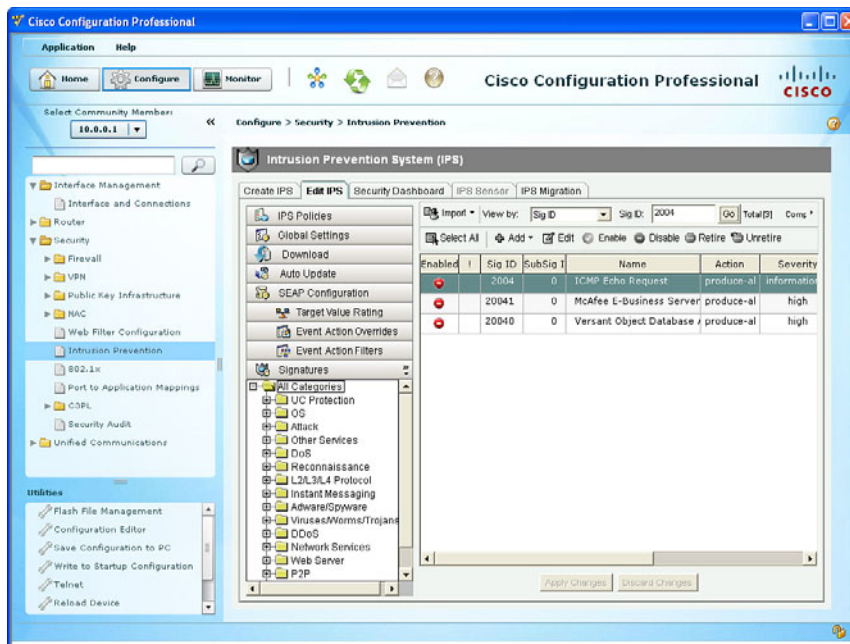 Cisco Configuration Professional
Application Help
Home Configure Monitor
Cisco Configuration Professional
CISCO
Select Community Member:
10.0.0.1
Configure > Security > Intrusion Prevention
Interface Management
Interface and Connections
Router
Security
Firewall
VPN
Public Key Infrastructure
NAC
Web Filter Configuration
Intrusion Prevention
802.1x
Port to Application Mappings
C3PL
Security Audit
Unified Communications
Utilities
Flash File Management
Configuration Editor
Save Configuration to PC
Write to Startup Configuration
Telnet
Reload Device
Intrusion Prevention System (IPS)
Create IPS Edit IPS Security Dashboard IPS Sensor IPS Migration
IPS Policies
Global Settings
Download
Auto Update
SEAP Configuration
Target Value Rating
Event Action Overrides
Event Action Filters
Signatures
All Categories
UC Protection
OS
Attack
Other Services
DoS
Reconnaissance
L2/L3/L4 Protocol
Instant Messaging
Adware/Spyware
Viruses/Worms/Trojans
DDoS
Network Services
Web Server
P2P
Import View by: Sig ID Sig ID: 2004 Go Total[3] Comp
Select All Add Edit Enable Disable Retire Unretire
Enabled ! Sig ID SubSig I Name Action Severity
2004 0 ICMP Echo Request produce-al information
20041 0 McAfee E-Business Server produce-al high
20040 0 Versant Object Database produce-al high
Apply Changes Discard Changes